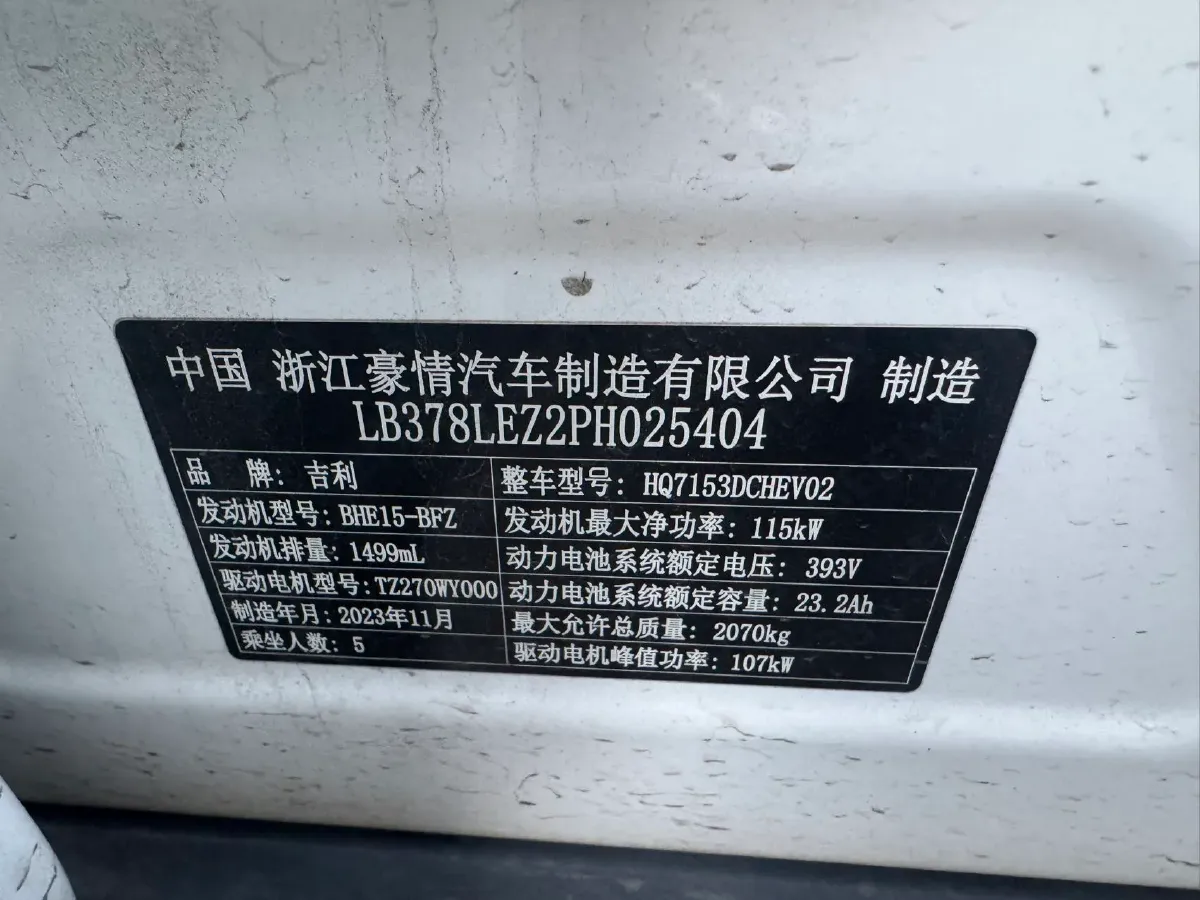 中国 浙江豪情汽车制造有限公司 制造
LB378LEZ2PH025404
品 牌: 吉利 整车型号: HQ7153DCHEV02
发动机型号: BHE15-BFZ 发动机最大净功率: 115kW
发动机排量: 1499mL 动力电池系统额定电压: 393V
驱动电机型号: TZ270WY000 动力电池系统额定容量: 23.2Ah
制造年月: 2023年11月 最大允许总质量: 2070kg
乘坐人数: 5 驱动电机峰值功率: 107kW